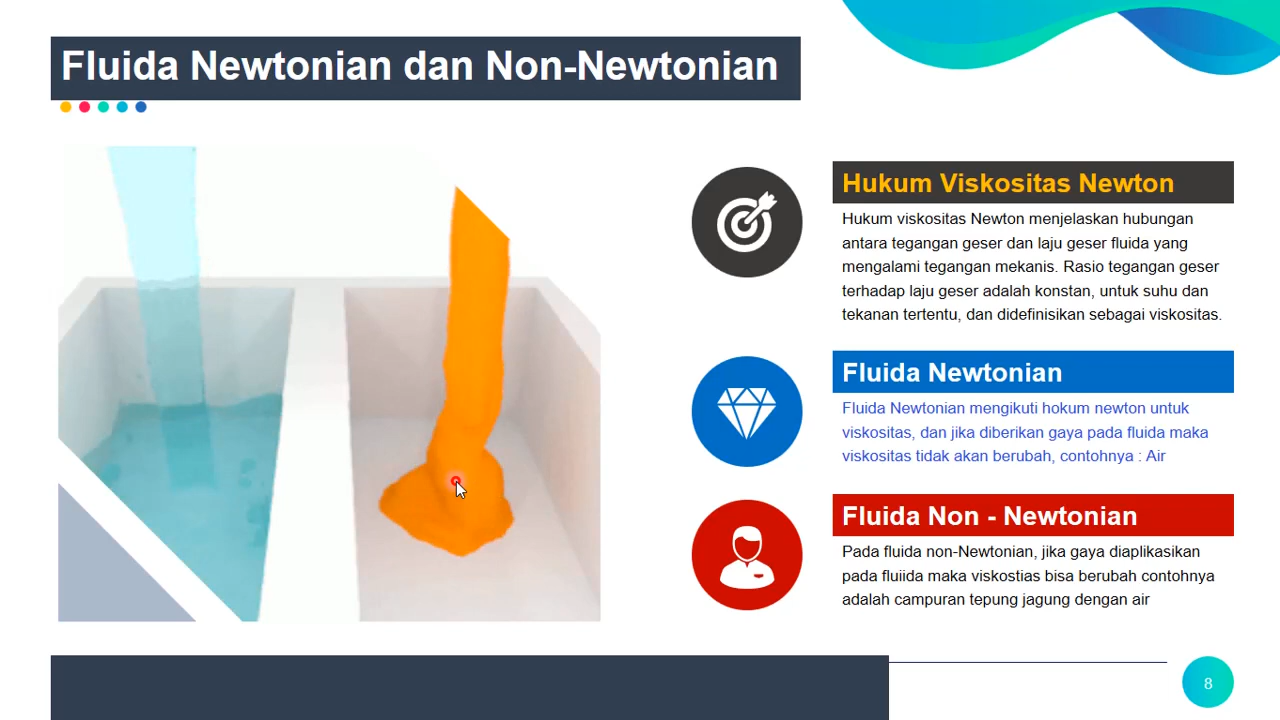 Fluida Newtonian dan Non-Newtonian
Hukum Viskositas Newton
Hukum viskositas Newton menjelaskan hubungan
antara tegangan geser dan laju geser fluida yang
mengalami tegangan mekanis. Rasio tegangan geser
terhadap laju geser adalah konstan, untuk suhu dan
tekanan tertentu, dan didefinisikan sebagai viskositas.
Fluida Newtonian
Fluida Newtonian mengikuti hokum newton untuk
viskositas, dan jika diberikan gaya pada fluida maka
viskositas tidak akan berubah, contohnya : Air
Fluida Non - Newtonian
Pada fluida non-Newtonian, jika gaya diaplikasikan
pada fluiida maka viskostias bisa berubah contohnya
adalah campuran tepung jagung dengan air
8